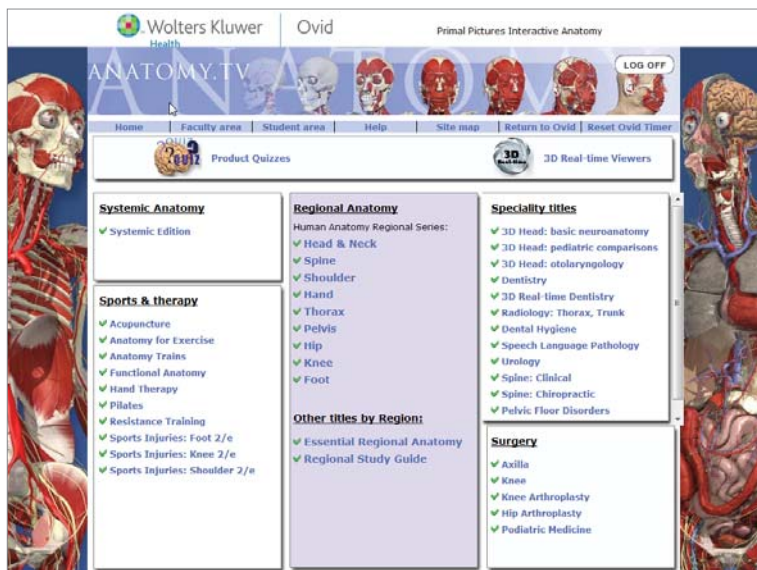 Wolters Kluwer
Health
Ovid
Primal Pictures Interactive Anatomy
ANATOMY
ANATOMY.TV
LOG OFF
Home
Faculty area
Student area
Help
Site map
Return to Ovid
Reset Ovid Timer
QUIZ
Product Quizzes
3D
Real-time
3D Real-time Viewers
Systemic Anatomy
Systemic Edition
Sports & therapy
Acupuncture
Anatomy for Exercise
Anatomy Trains
Functional Anatomy
Hand Therapy
Pilates
Resistance Training
Sports Injuries: Foot 2/e
Sports Injuries: Knee 2/e
Sports Injuries: Shoulder 2/e
Regional Anatomy
Human Anatomy Regional Series:
Head & Neck
Spine
Shoulder
Hand
Thorax
Pelvis
Hip
Knee
Foot
Other titles by Region:
Essential Regional Anatomy
Regional Study Guide
Speciality titles
3D Head: basic neuroanatomy
3D Head: pediatric comparisons
3D Head: otolaryngology
Dentistry
3D Real-time Dentistry
Radiology: Thorax, Trunk
Dental Hygiene
Speech Language Pathology
Urology
Spine: Clinical
Spine: Chiropractic
Pelvic Floor Disorders
Surgery
Axilla
Knee
Knee Arthroplasty
Hip Arthroplasty
Podiatric Medicine